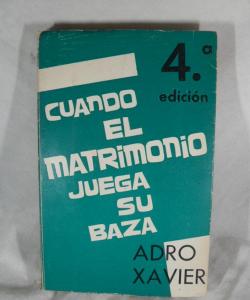 4.ª
edición
CUANDO
EL
MATRIMONIO
JUEGA
SU
BAZA
ADRO
XAVIER